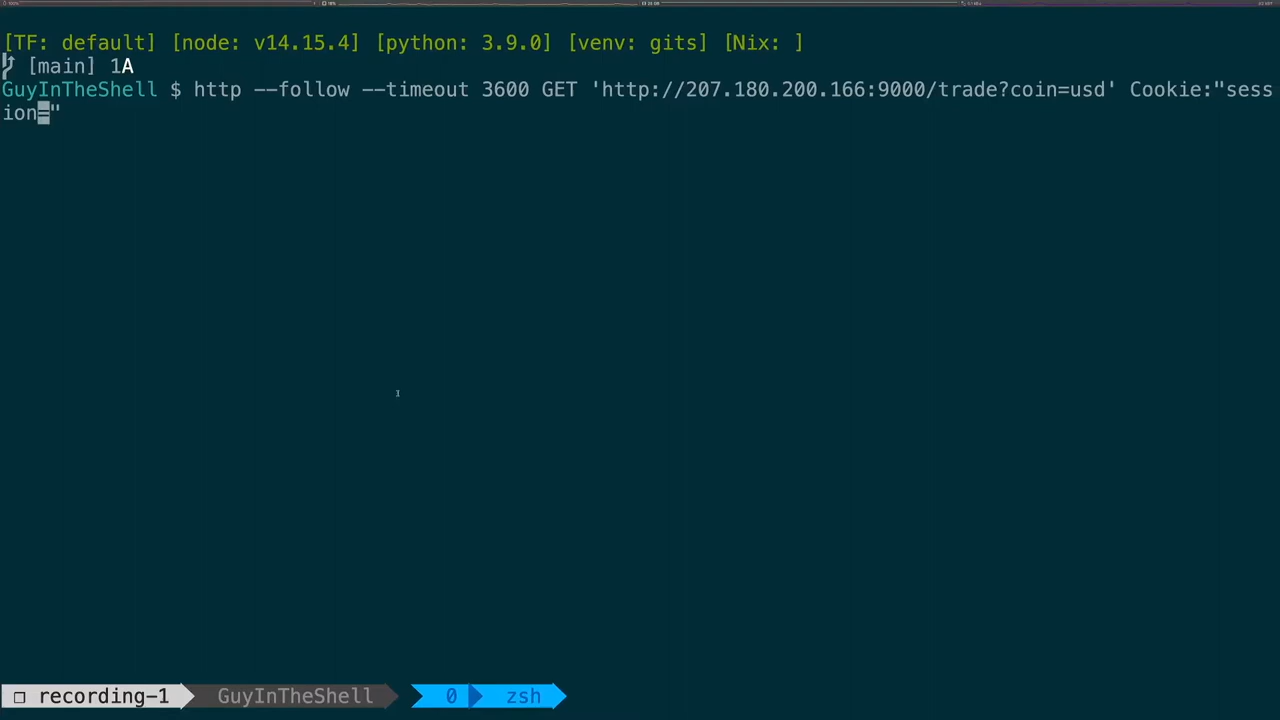 [TF: default] [node: v14.15.4] [python: 3.9.0] [venv: gits] [Nix: ]
[main] 1A
GuyInTheShell $ http --follow --timeout 3600 GET 'http://207.180.200.166:9000/trade?coin=usd' Cookie:"sess
ion="
recording-1 GuyInTheShell 0 zsh